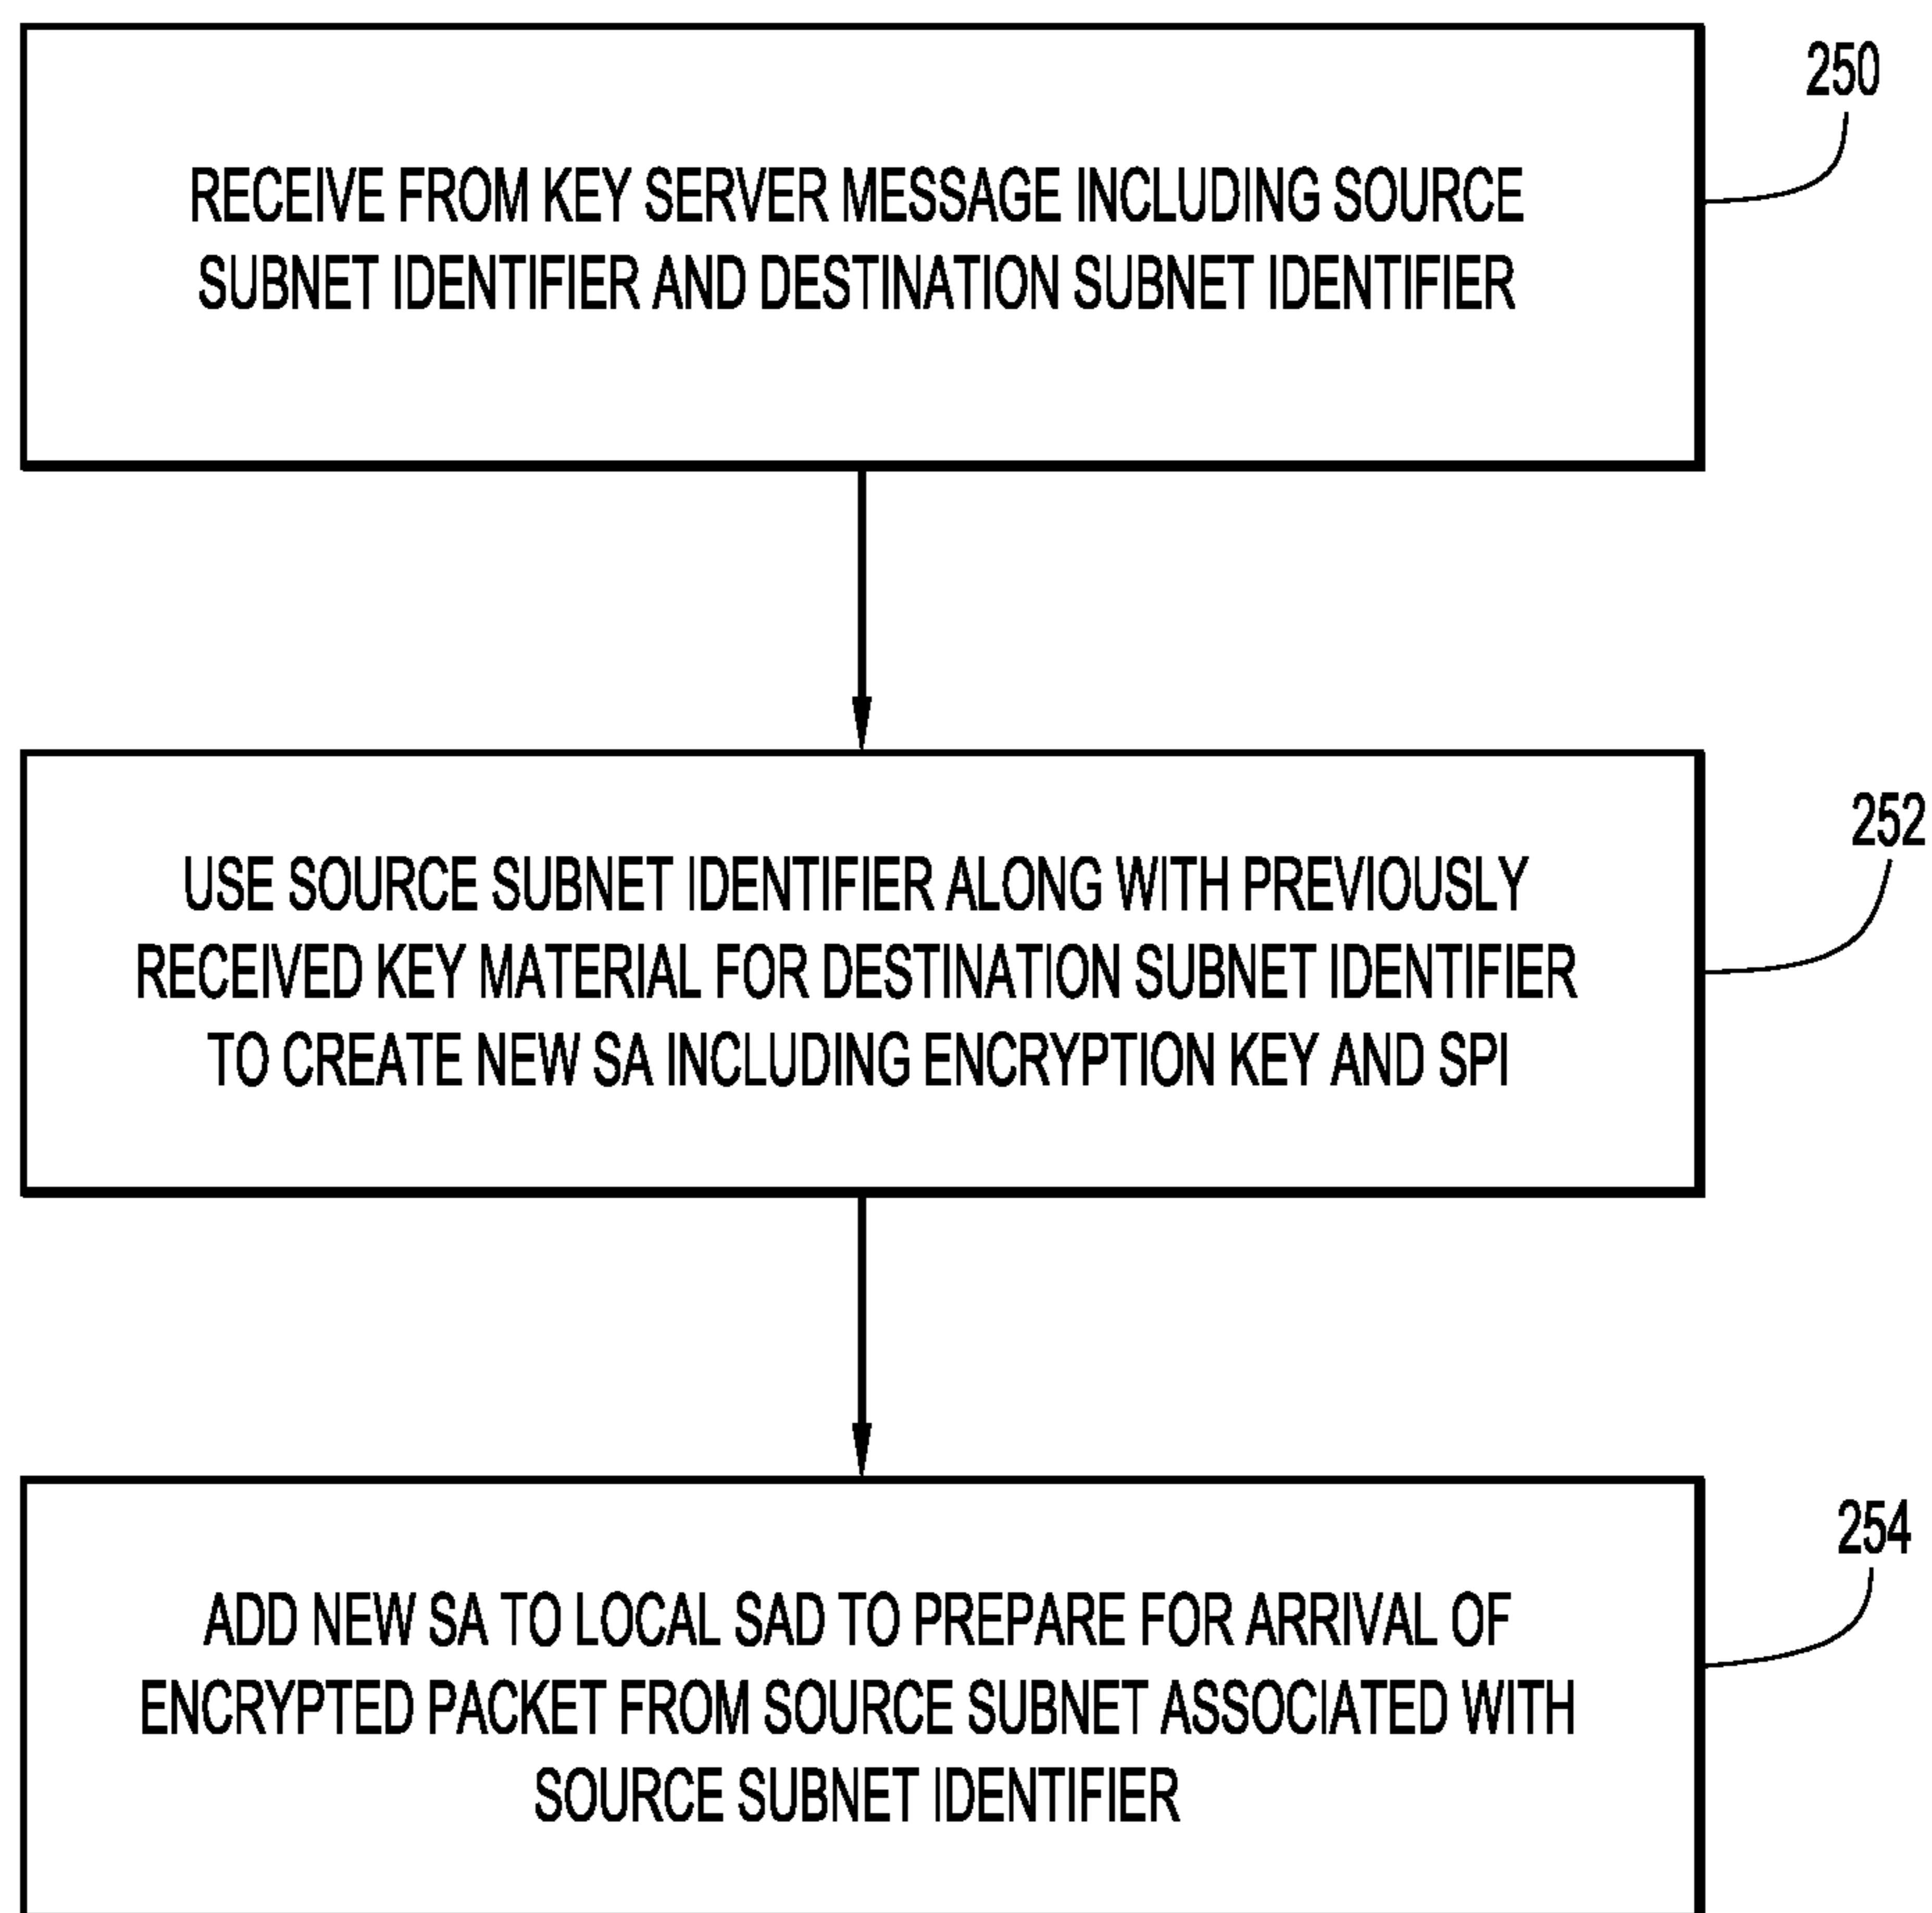 250
RECEIVE FROM KEY SERVER MESSAGE INCLUDING SOURCE
SUBNET IDENTIFIER AND DESTINATION SUBNET IDENTIFIER
252
USE SOURCE SUBNET IDENTIFIER ALONG WITH PREVIOUSLY
RECEIVED KEY MATERIAL FOR DESTINATION SUBNET IDENTIFIER
TO CREATE NEW SA INCLUDING ENCRYPTION KEY AND SPI
254
ADD NEW SA TO LOCAL SAD TO PREPARE FOR ARRIVAL OF
ENCRYPTED PACKET FROM SOURCE SUBNET ASSOCIATED WITH
SOURCE SUBNET IDENTIFIER